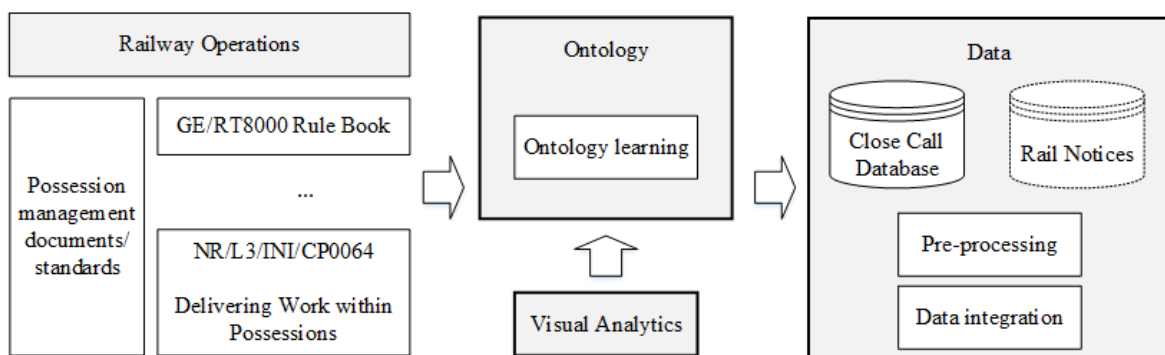 Railway Operations
Possession
management
documents/
standards
GE/RT8000 Rule Book
...
NR/L3/INI/CP0064
Delivering Work within
Possessions
Ontology
Ontology learning
Visual Analytics
Data
Close Call
Database
Rail Notices
Pre-processing
Data integration